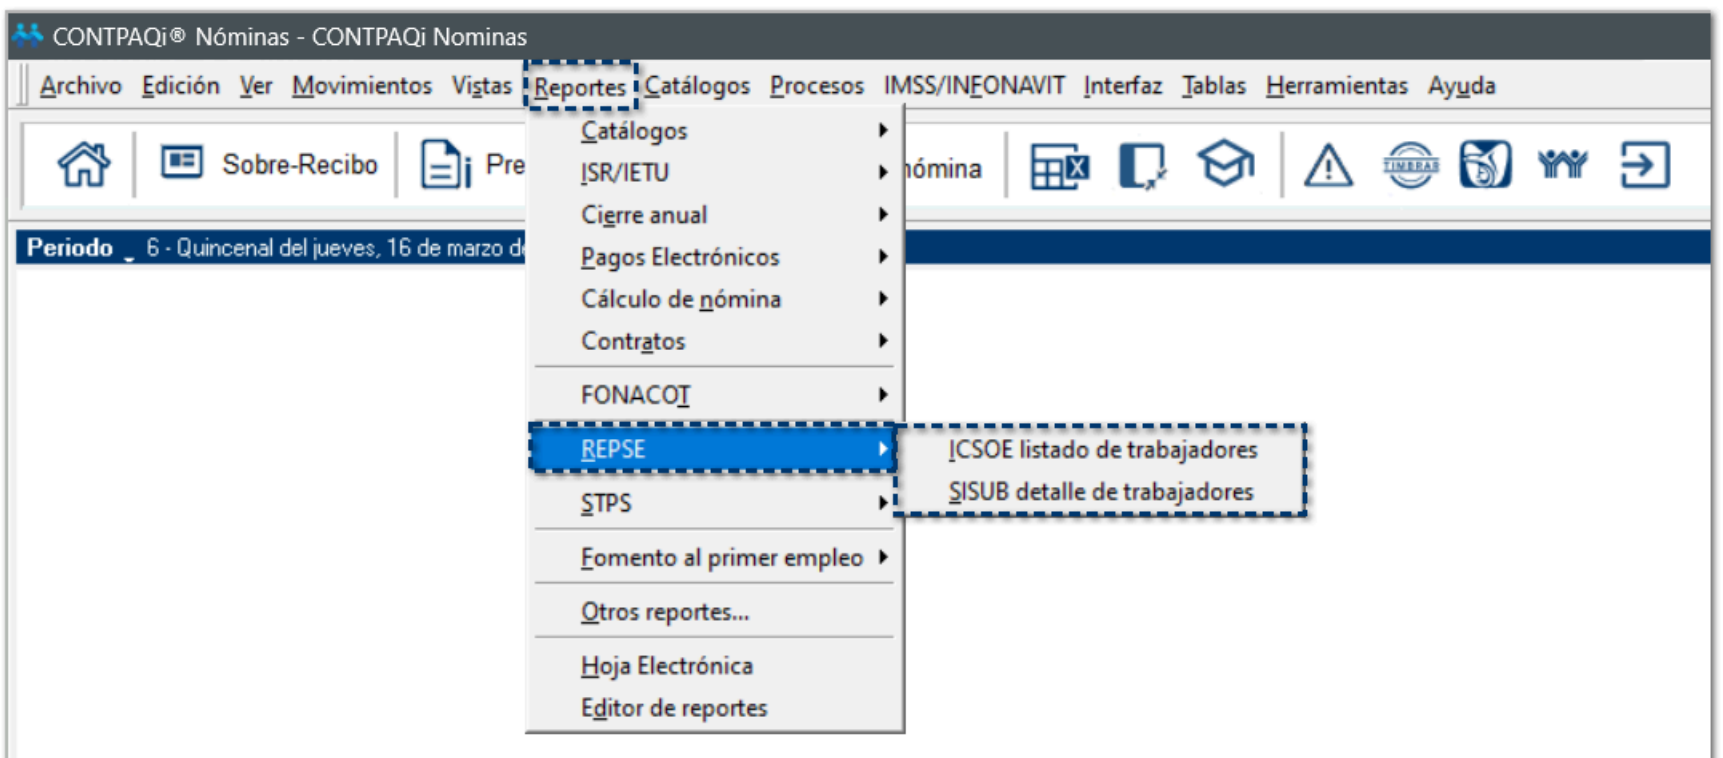 CONTPAQi® Nóminas - CONTPAQi Nominas
Archivo Edición Ver Movimientos Vistas Reportes Catálogos Procesos IMSS/INFONAVIT Interfaz Tablas Herramientas Ayuda
Sobre-Recibo Pre nómina
TIMBRAR
Periodo 6 - Quincenal del jueves, 16 de marzo de
Catálogos
ISR/IETU
Cierre anual
Pagos Electrónicos
Cálculo de nómina
Contratos
FONACOT
REPSE
ICSOE listado de trabajadores
SISUB detalle de trabajadores
STPS
Fomento al primer empleo
Otros reportes...
Hoja Electrónica
Editor de reportes